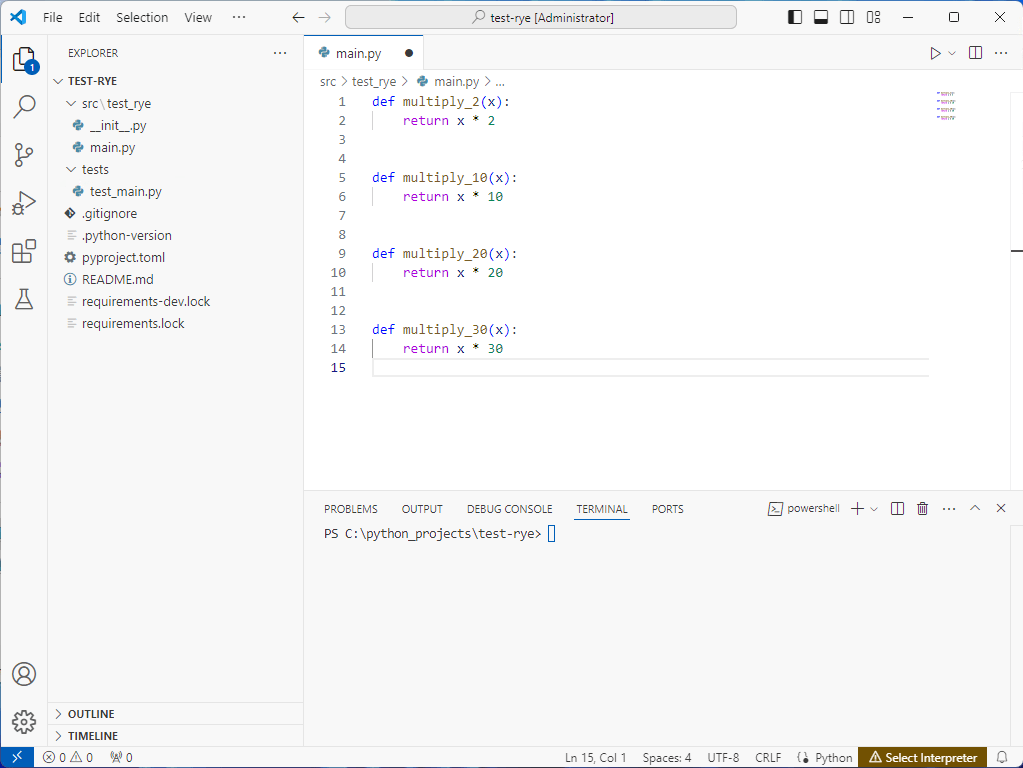 File Edit Selection View ··· test-rye [Administrator]
EXPLORER ···
TEST-RYE
src\test_rye
__init__.py
main.py
tests
test_main.py
.gitignore
.python-version
pyproject.toml
README.md
requirements-dev.lock
requirements.lock
OUTLINE
TIMELINE
1
main.py
src > test_rye > main.py > ...
1 def multiply_2(x):
2 return x * 2
3
4
5 def multiply_10(x):
6 return x * 10
7
8
9 def multiply_20(x):
10 return x * 20
11
12
13 def multiply_30(x):
14 return x * 30
15
PROBLEMS OUTPUT DEBUG CONSOLE TERMINAL PORTS powershell
PS C:\python_projects\test-rye>
0 0 0 Ln 15, Col 1 Spaces: 4 UTF-8 CRLF Python Select Interpreter